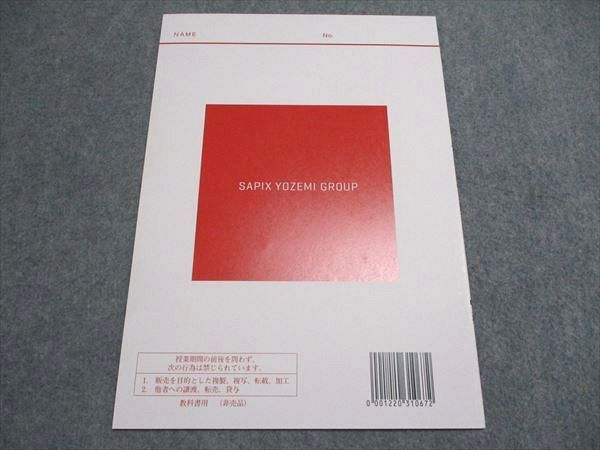 NAME No.
SAPIX YOZEMI GROUP
授業期間の前後を問わず、
次の行為は禁じられています。
1. 販売を目的とした複製、複写、転載、加工
2. 他者への譲渡、転売、貸与
教科書用 (非売品)
0 001220 310672